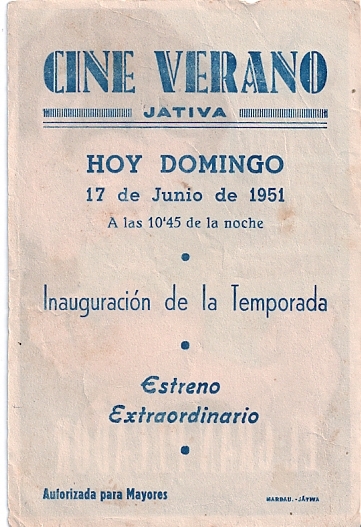 CINE VERANO
JATIVA
HOY DOMINGO
17 de Junio de 1951
A las 10'45 de la noche
Inauguración de la Temporada
Estreno
Extraordinario
Autorizada para Mayores
MARBAU.-JÁTIVA